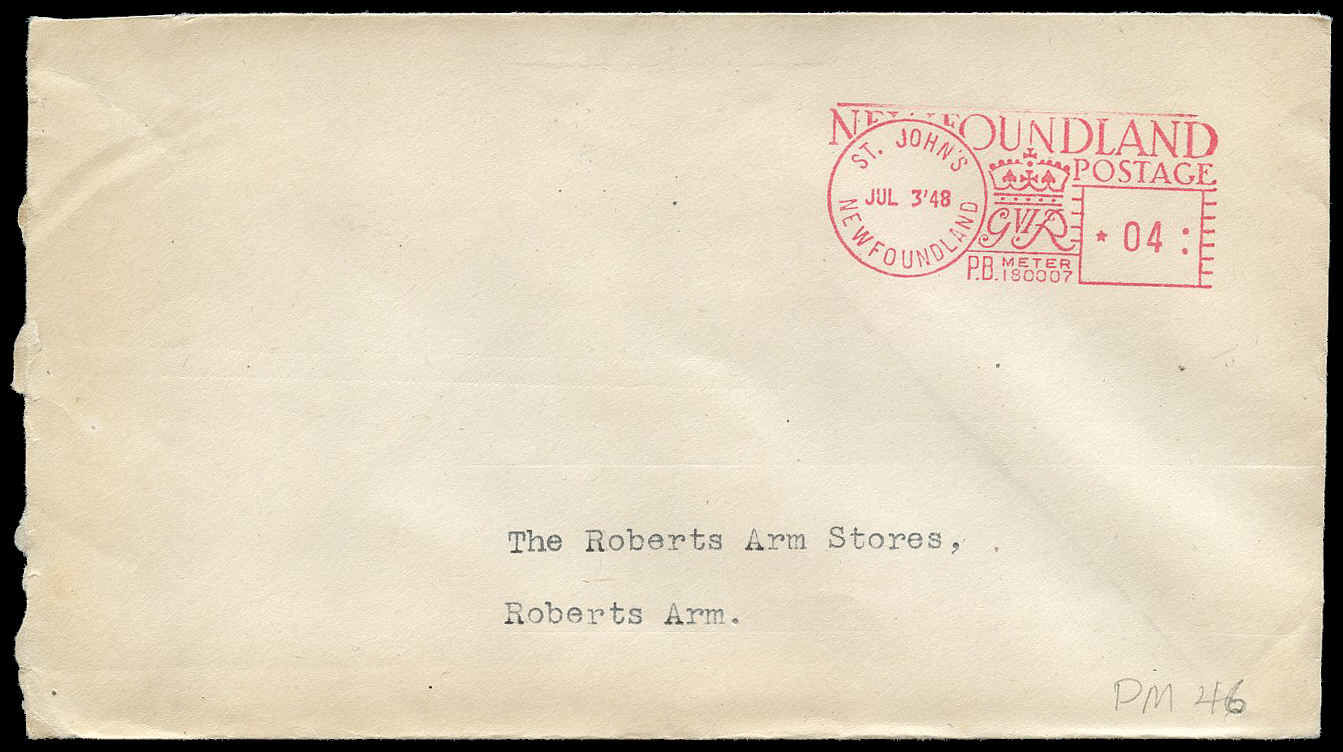 NEWFOUNDLAND
POSTAGE
ST. JOHN'S
JUL 3'48
NEWFOUNDLAND
GVIR
* 04 :
P.B. METER 180007
The Roberts Arm Stores,
Roberts Arm.
PM 46